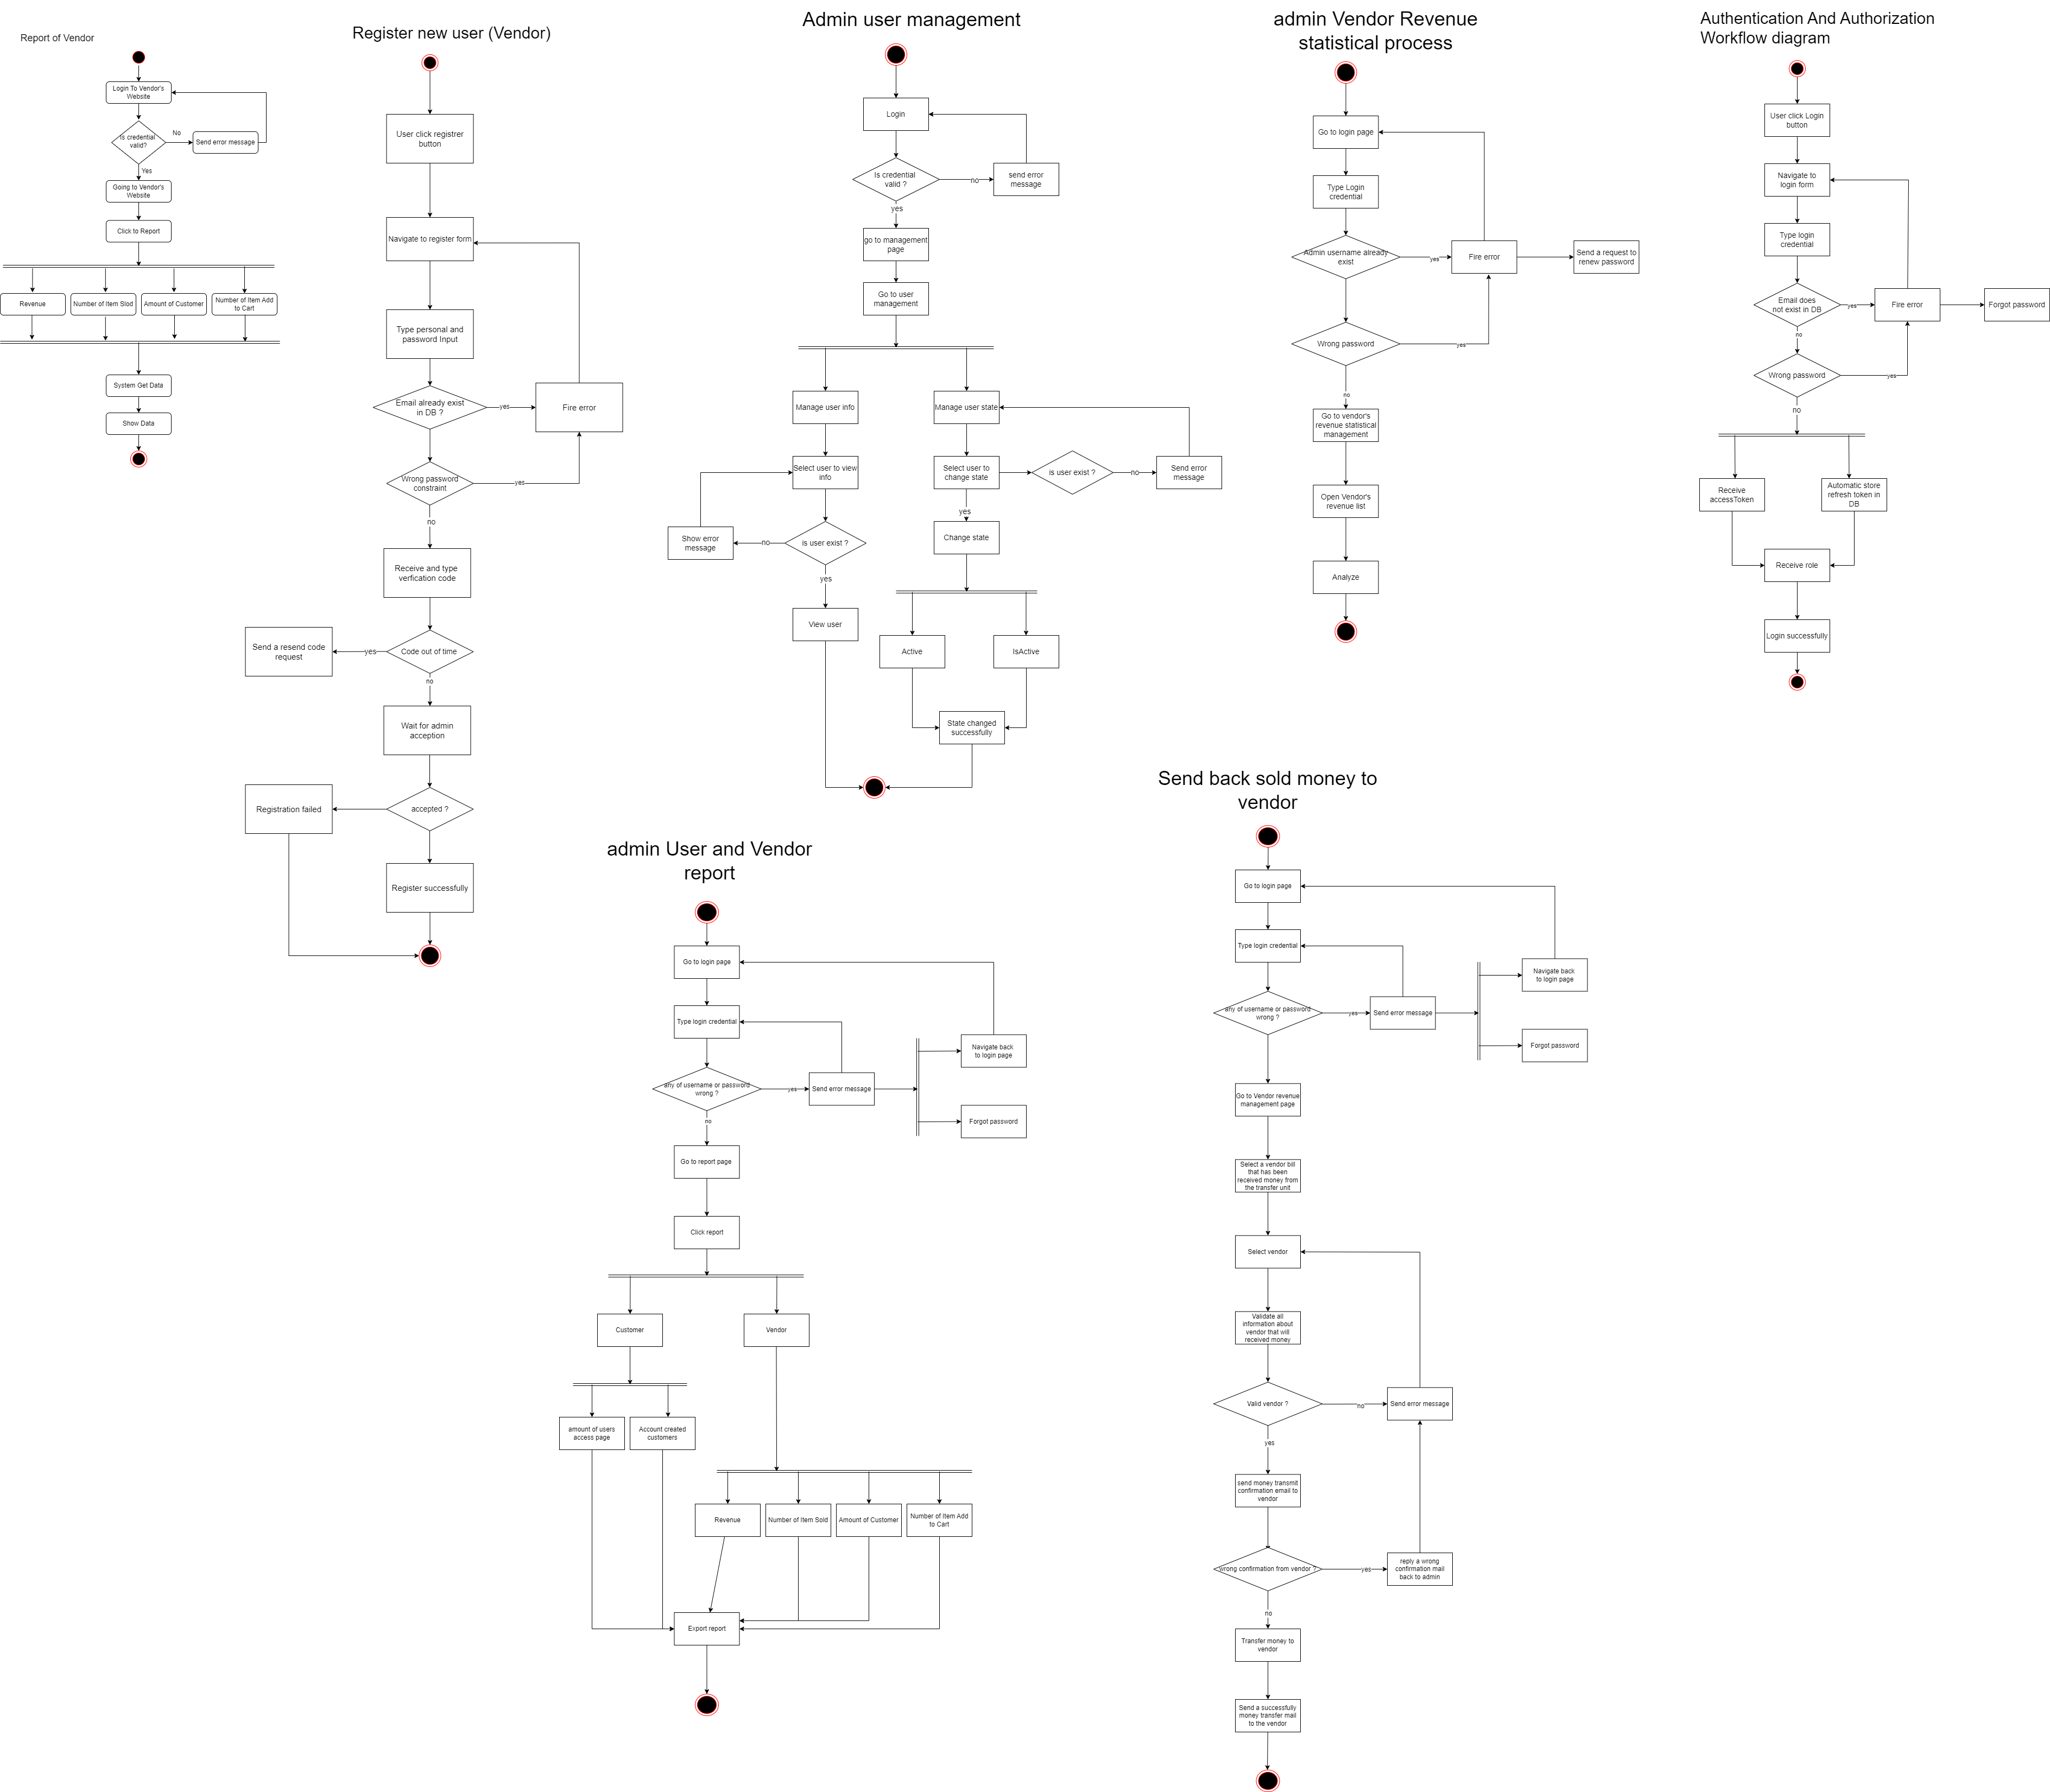 Report of Vendor
Login To Vendor's
Website
Is credential
valid?
No
Send error message
Yes
Going to Vendor's
Website
Click to Report
Revenue
Number of Item Slod
Amount of Customer
Number of Item Add
to Cart
System Get Data
Show Data
Register new user (Vendor)
User click registrer
button
Navigate to register form
Type personal and
password Input
Email already exist
in DB ?
yes
Fire error
Wrong password
constraint
yes
no
Receive and type
verfication code
Code out of time
yes
Send a resend code
request
no
Wait for admin
acception
accepted ?
Registration failed
Register successfully
Admin user management
Login
Is credential
valid ?
no
send error
message
yes
go to management
page
Go to user
management
Manage user info
Manage user state
Select user to view
info
Select user to
change state
is user exist ?
no
Send error
message
yes
Show error
message
no
is user exist ?
Change state
yes
View user
Active
IsActive
State changed
successfully
admin Vendor Revenue
statistical process
Go to login page
Type Login
credential
Admin username already
exist
yes
Fire error
Send a request to
renew password
Wrong password
yes
no
Go to vendor's
revenue statistical
management
Open Vendor's
revenue list
Analyze
Authentication And Authorization
Workflow diagram
User click Login
button
Navigate to
login form
Type login
credential
Email does
not exist in DB
yes
Fire error
Forgot password
no
Wrong password
yes
no
Receive
accessToken
Automatic store
refresh token in
DB
Receive role
Login successfully
admin User and Vendor
report
Go to login page
Type login credential
any of username or password
wrong ?
yes
Send error message
Navigate back
to login page
Forgot password
no
Go to report page
Click report
Customer
Vendor
amount of users
access page
Account created
customers
Revenue
Number of Item Sold
Amount of Customer
Number of Item Add
to Cart
Export report
Send back sold money to
vendor
Go to login page
Type login credential
any of username or password
wrong ?
yes
Send error message
Navigate back
to login page
Forgot password
Go to Vendor revenue
management page
Select a vendor bill
that has been
received money from
the transfer unit
Select vendor
Validate all
information about
vendor that will
received money
Valid vendor ?
no
Send error message
yes
send money transmit
confirmation email to
vendor
wrong confirmation from vendor ?
yes
reply a wrong
confirmation mail
back to admin
no
Transfer money to
vendor
Send a successfully
money transfer mail
to the vendor